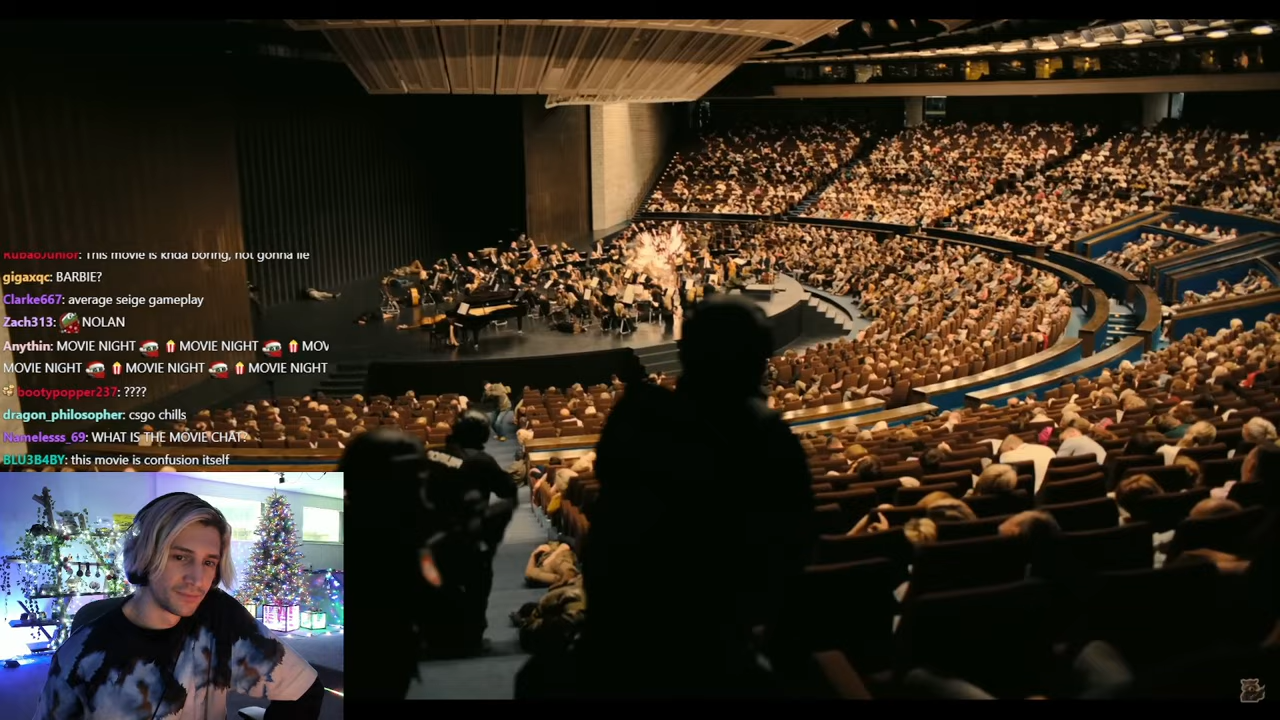 RubaoJunior: This movie is kinda boring, not gonna lie
gigaxqc: BARBIE?
Clarke667: average seige gameplay
Zach313: NOLAN
Anythin: MOVIE NIGHT MOVIE NIGHT MOV
MOVIE NIGHT MOVIE NIGHT MOVIE NIGHT
bootypopper237: ????
dragon_philosopher: csgo chills
Namelesss_69: WHAT IS THE MOVIE CHAT?
BLU3B4BY: this movie is confusion itself